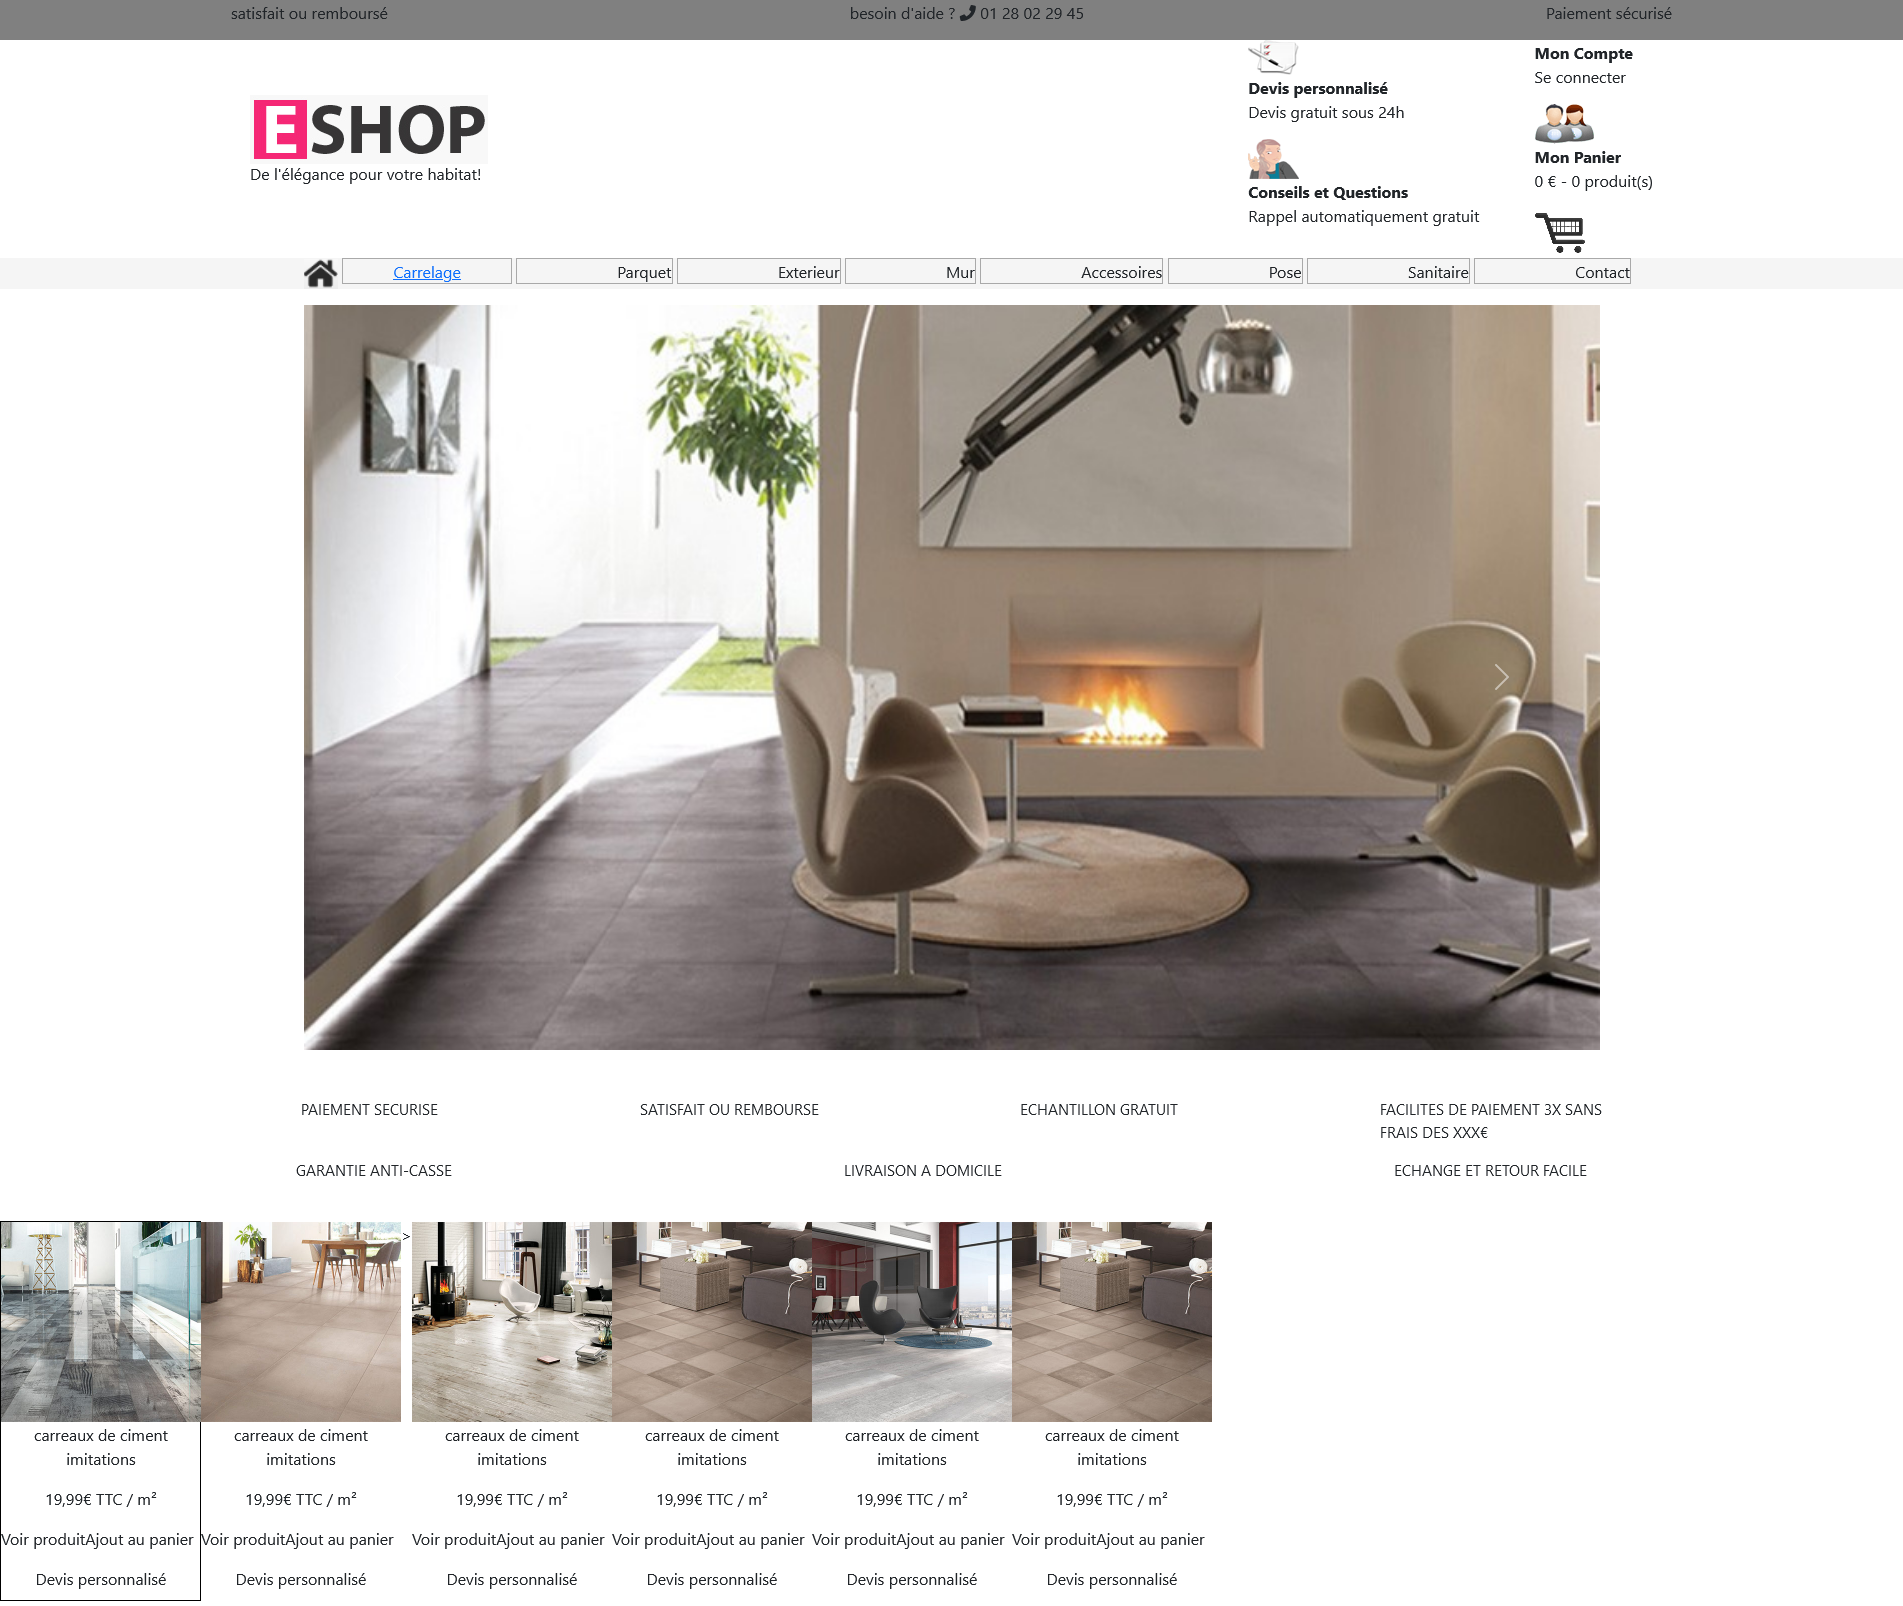 satisfait ou remboursé
besoin d'aide ? 01 28 02 29 45
Paiement sécurisé
ESHOP
De l'élégance pour votre habitat!
Devis personnalisé
Devis gratuit sous 24h
Conseils et Questions
Rappel automatiquement gratuit
Mon Compte
Se connecter
Mon Panier
0 € - 0 produit(s)
Carrelage
Parquet
Exterieur
Mur
Accessoires
Pose
Sanitaire
Contact
PAIEMENT SECURISE
SATISFAIT OU REMBOURSE
ECHANTILLON GRATUIT
FACILITES DE PAIEMENT 3X SANS
FRAIS DES XXX€
GARANTIE ANTI-CASSE
LIVRAISON A DOMICILE
ECHANGE ET RETOUR FACILE
carreaux de ciment
imitations
19,99€ TTC / m²
Voir produitAjout au panier
Devis personnalisé
carreaux de ciment
imitations
19,99€ TTC / m²
Voir produitAjout au panier
Devis personnalisé
>
carreaux de ciment
imitations
19,99€ TTC / m²
Voir produitAjout au panier
Devis personnalisé
carreaux de ciment
imitations
19,99€ TTC / m²
Voir produitAjout au panier
Devis personnalisé
carreaux de ciment
imitations
19,99€ TTC / m²
Voir produitAjout au panier
Devis personnalisé
carreaux de ciment
imitations
19,99€ TTC / m²
Voir produitAjout au panier
Devis personnalisé